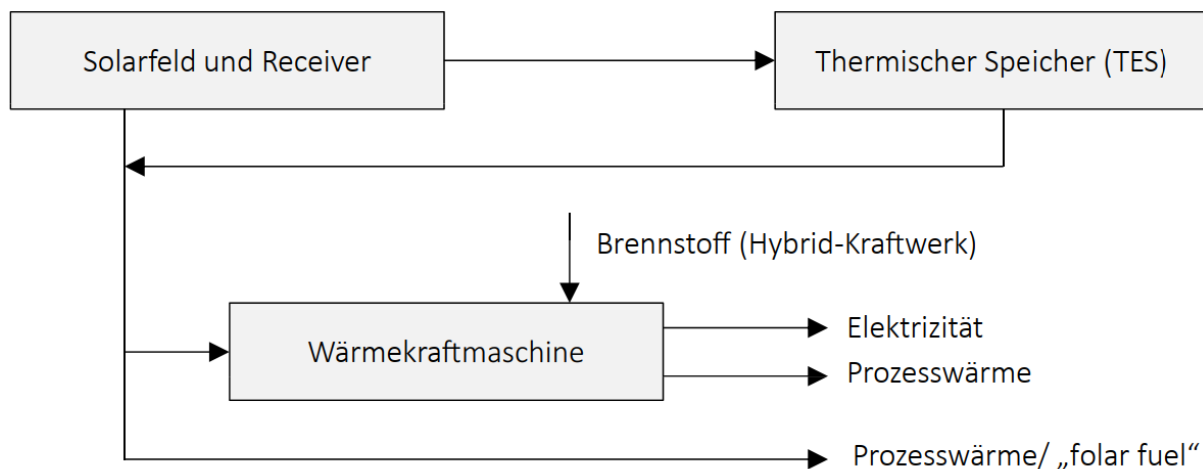 Solarfeld und Receiver
Thermischer Speicher (TES)
Brennstoff (Hybrid-Kraftwerk)
Wärmekraftmaschine
Elektrizität
Prozesswärme
Prozesswärme/ „folar fuel“